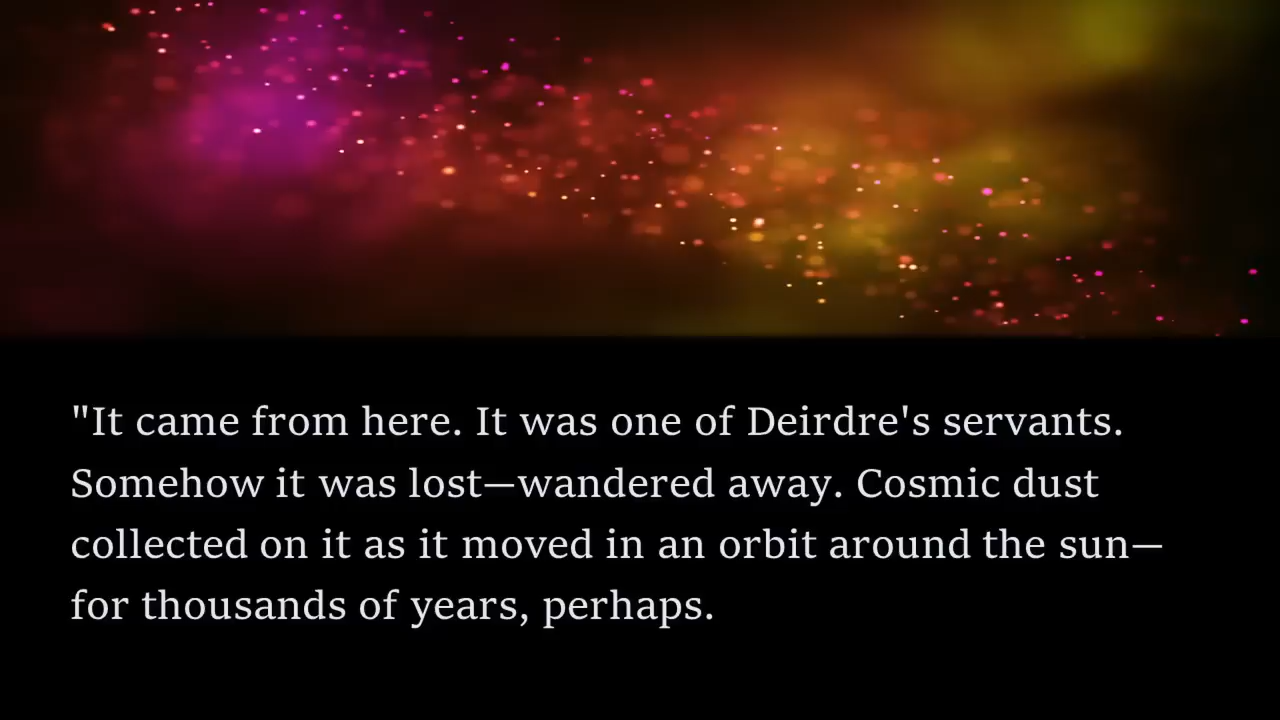 "It came from here. It was one of Deirdre's servants.
Somehow it was lost—wandered away. Cosmic dust
collected on it as it moved in an orbit around the sun—
for thousands of years, perhaps.